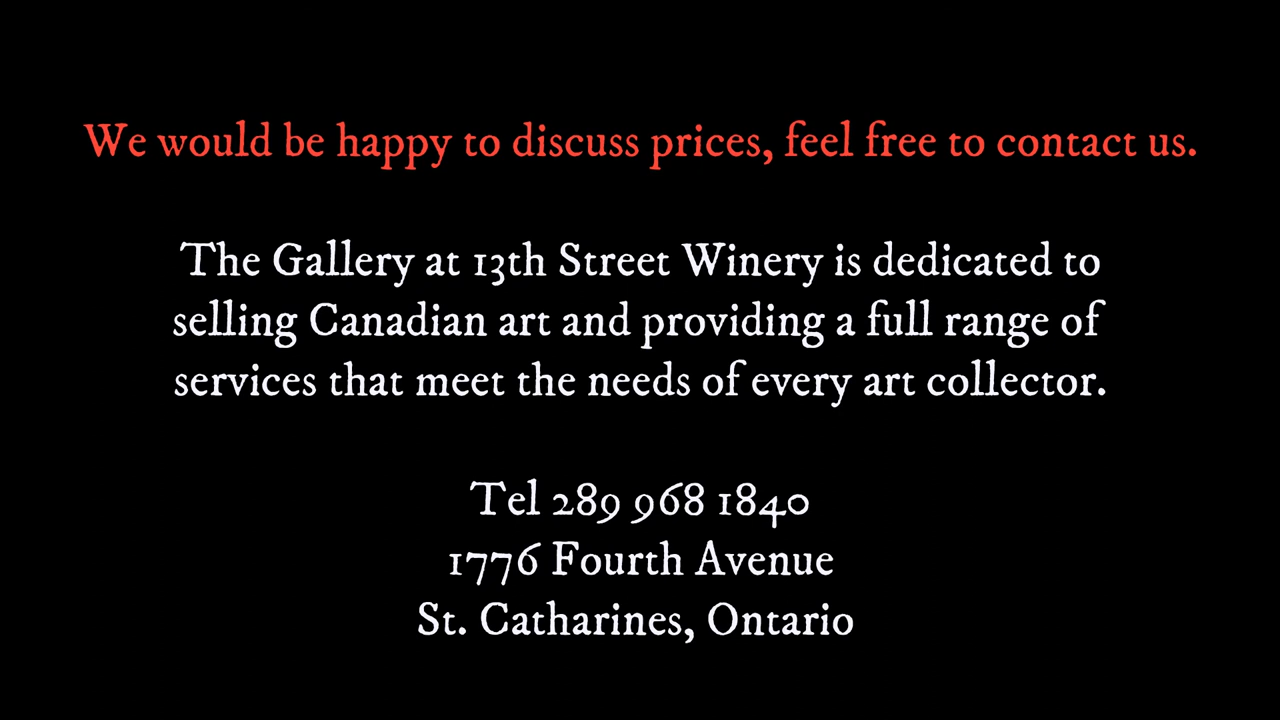 We would be happy to discuss prices, feel free to contact us.
The Gallery at 13th Street Winery is dedicated to
selling Canadian art and providing a full range of
services that meet the needs of every art collector.
Tel 289 968 1840
1776 Fourth Avenue
St. Catharines, Ontario